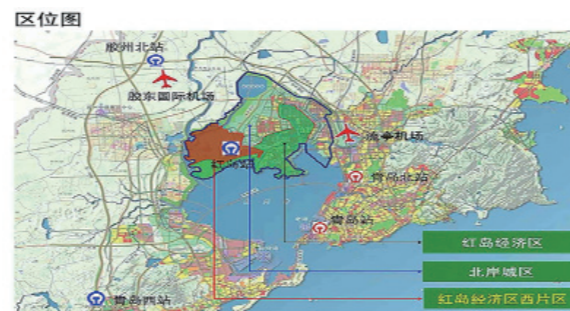 区位图
胶州北站
胶东国际机场
流亭机场
红岛站
青岛北站
青岛站
红岛经济区
北岸城区
青岛西站
红岛经济区西片区